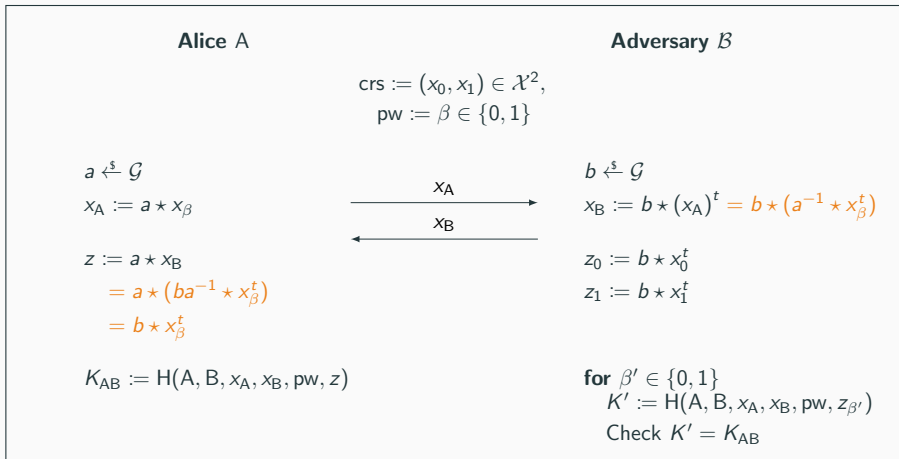 Alice A
Adversary ℬ
crs := (x₀, x₁) ∈ 𝒳²,
pw := β ∈ {0, 1}
a ←$ 𝒢
x_A := a ⋆ x_β
z := a ⋆ x_B
= a ⋆ (ba⁻¹ ⋆ x_β^t)
= b ⋆ x_β^t
K_AB := H(A, B, x_A, x_B, pw, z)
x_A
x_B
b ←$ 𝒢
x_B := b ⋆ (x_A)^t = b ⋆ (a⁻¹ ⋆ x_β^t)
z₀ := b ⋆ x₀^t
z₁ := b ⋆ x₁^t
for β′ ∈ {0, 1}
K′ := H(A, B, x_A, x_B, pw, z_β′)
Check K′ = K_AB